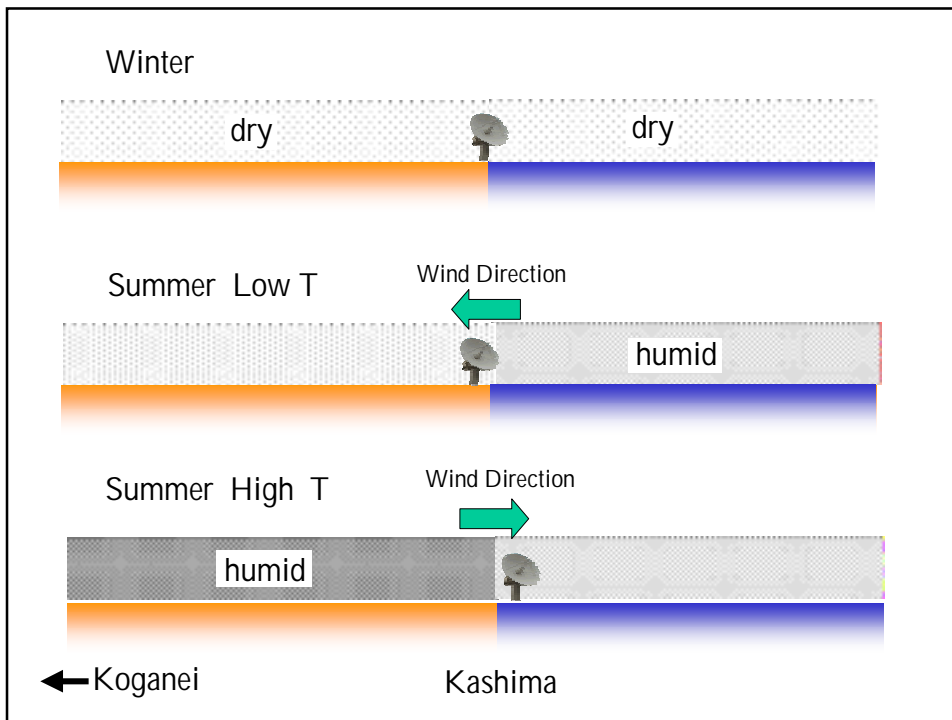 Winter
dry dry
Summer Low T
Wind Direction
humid
Summer High T
Wind Direction
humid
Koganei Kashima